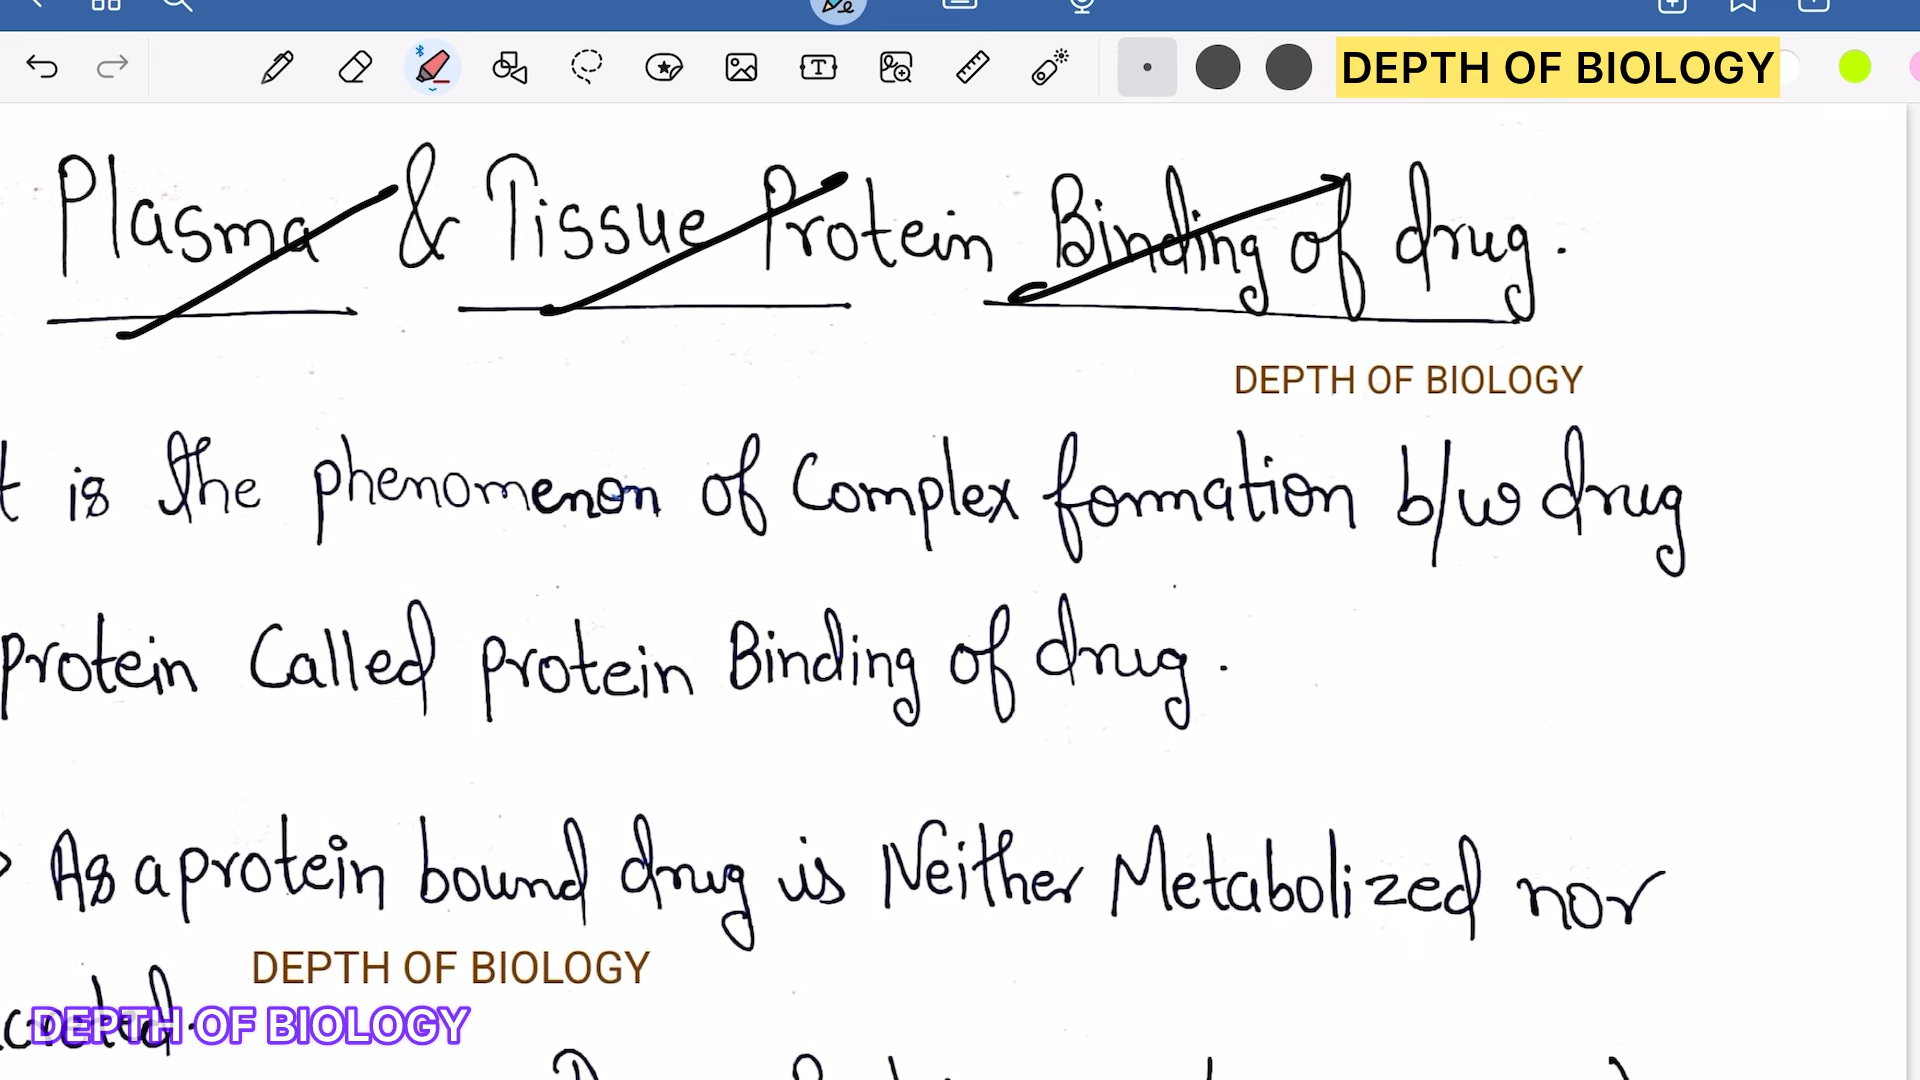 DEPTH OF BIOLOGY
Plasma & Tissue Protein Binding of drug.
DEPTH OF BIOLOGY
t is the phenomenon of Complex formation b/w drug
protein Called protein Binding of drug.
As a protein bound drug is Neither Metabolized nor
DEPTH OF BIOLOGY
DEPTH OF BIOLOGY